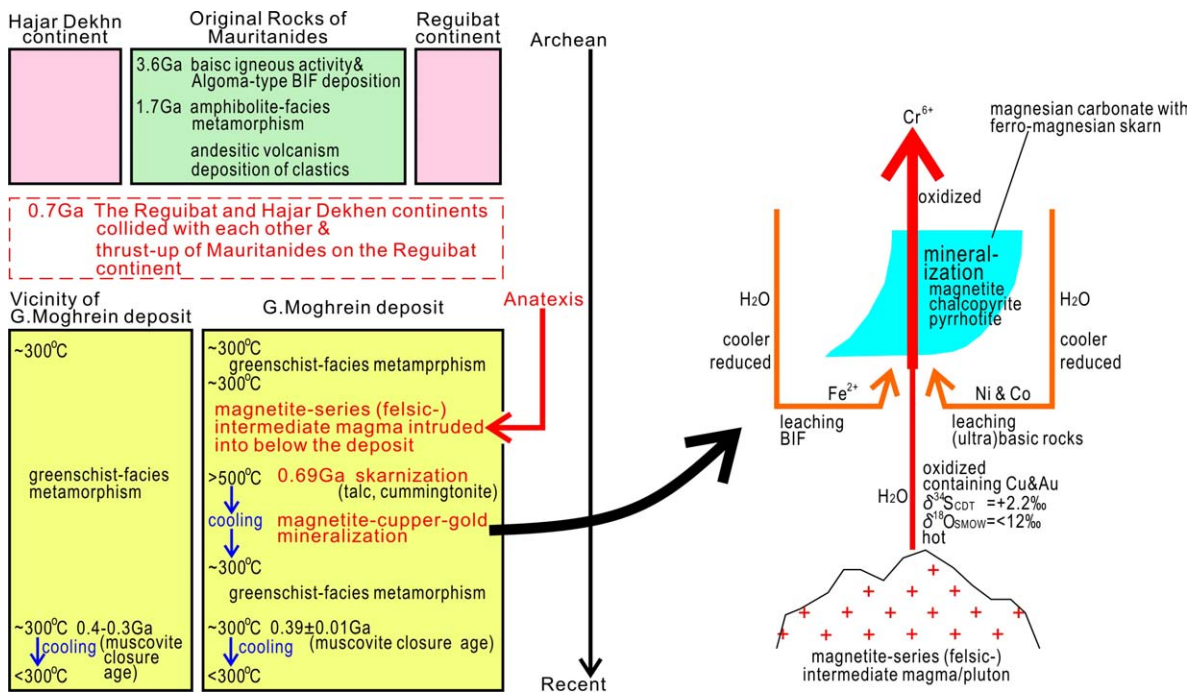 Hajar Dekhn
continent
Original Rocks of
Mauritanides
Reguibat
continent
3.6Ga baisc igneous activity&
Algoma-type BIF deposition
1.7Ga amphibolite-facies
metamorphism
andesitic volcanism
deposition of clastics
0.7Ga The Reguibat and Hajar Dekhen continents
collided with each other &
thrust-up of Mauritanides on the Reguibat
continent
Vicinity of
G.Moghrein deposit
~300℃
greenschist-facies
metamorphism
~300℃ 0.4-0.3Ga
cooling (muscovite
closure
age)
<300℃
G.Moghrein deposit
~300℃
greenschist-facies metamprphism
~300℃
magnetite-series (felsic-)
intermediate magma intruded
into below the deposit
>500℃ 0.69Ga skarnization
(talc, cummingtonite)
cooling
magnetite-cupper-gold
mineralization
~300℃
greenschist-facies metamorphism
~300℃ 0.39±0.01Ga
cooling (muscovite closure age)
<300℃
Archean
Anatexis
Recent
magnesian carbonate with
ferro-magnesian skarn
Cr⁶⁺
oxidized
mineral-
ization
magnetite
chalcopyrite
pyrrhotite
H₂O
cooler
reduced
H₂O
cooler
reduced
Fe²⁺
leaching
BIF
Ni & Co
leaching
(ultra)basic rocks
H₂O
oxidized
containing Cu&Au
δ³⁴SCDT =+2.2‰
δ¹⁸OSMOW=<12‰
hot
magnetite-series (felsic-)
intermediate magma/pluton